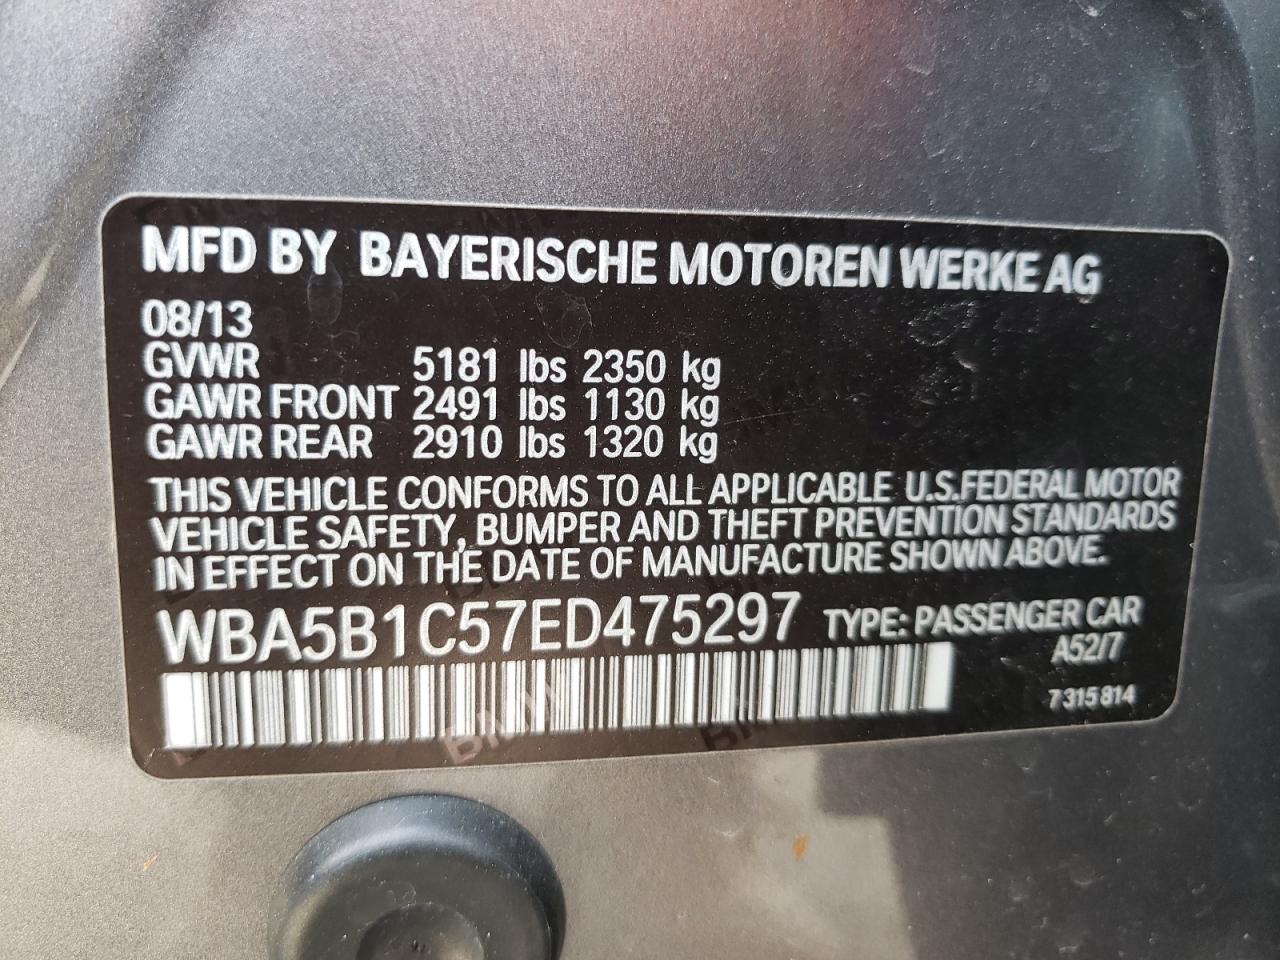 MFD BY BAYERISCHE MOTOREN WERKE AG
08/13
GVWR 5181 lbs 2350 kg
GAWR FRONT 2491 lbs 1130 kg
GAWR REAR 2910 lbs 1320 kg
THIS VEHICLE CONFORMS TO ALL APPLICABLE U.S.FEDERAL MOTOR
VEHICLE SAFETY, BUMPER AND THEFT PREVENTION STANDARDS
IN EFFECT ON THE DATE OF MANUFACTURE SHOWN ABOVE.
WBA5B1C57ED475297 TYPE: PASSENGER CAR
A52/7
7 315 814
BMW